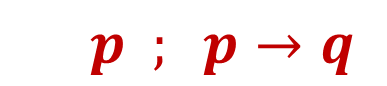 p ; p → q